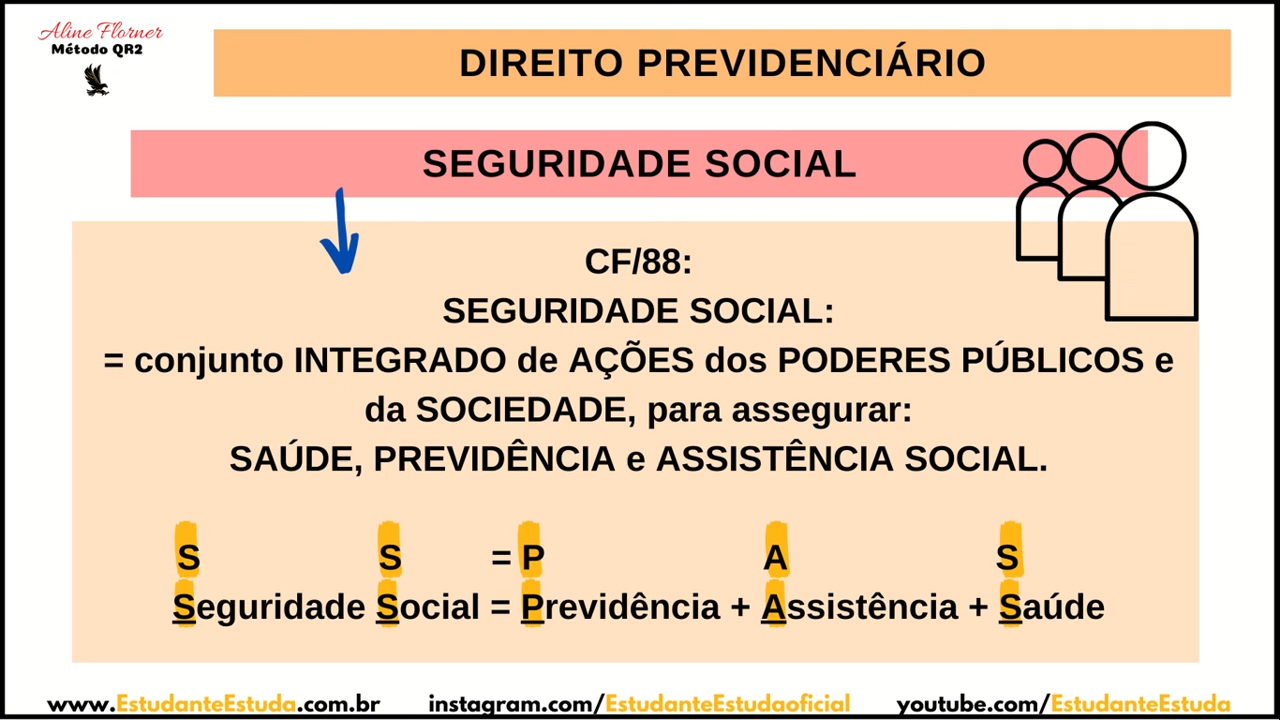 Aline Florner
Método QR2
DIREITO PREVIDENCIÁRIO
SEGURIDADE SOCIAL
CF/88:
SEGURIDADE SOCIAL:
= conjunto INTEGRADO de AÇÕES dos PODERES PÚBLICOS e
da SOCIEDADE, para assegurar:
SAÚDE, PREVIDÊNCIA e ASSISTÊNCIA SOCIAL.
S S = P A S
Seguridade Social = Previdência + Assistência + Saúde
www.EstudanteEstuda.com.br instagram.com/EstudanteEstudaoficial youtube.com/EstudanteEstuda